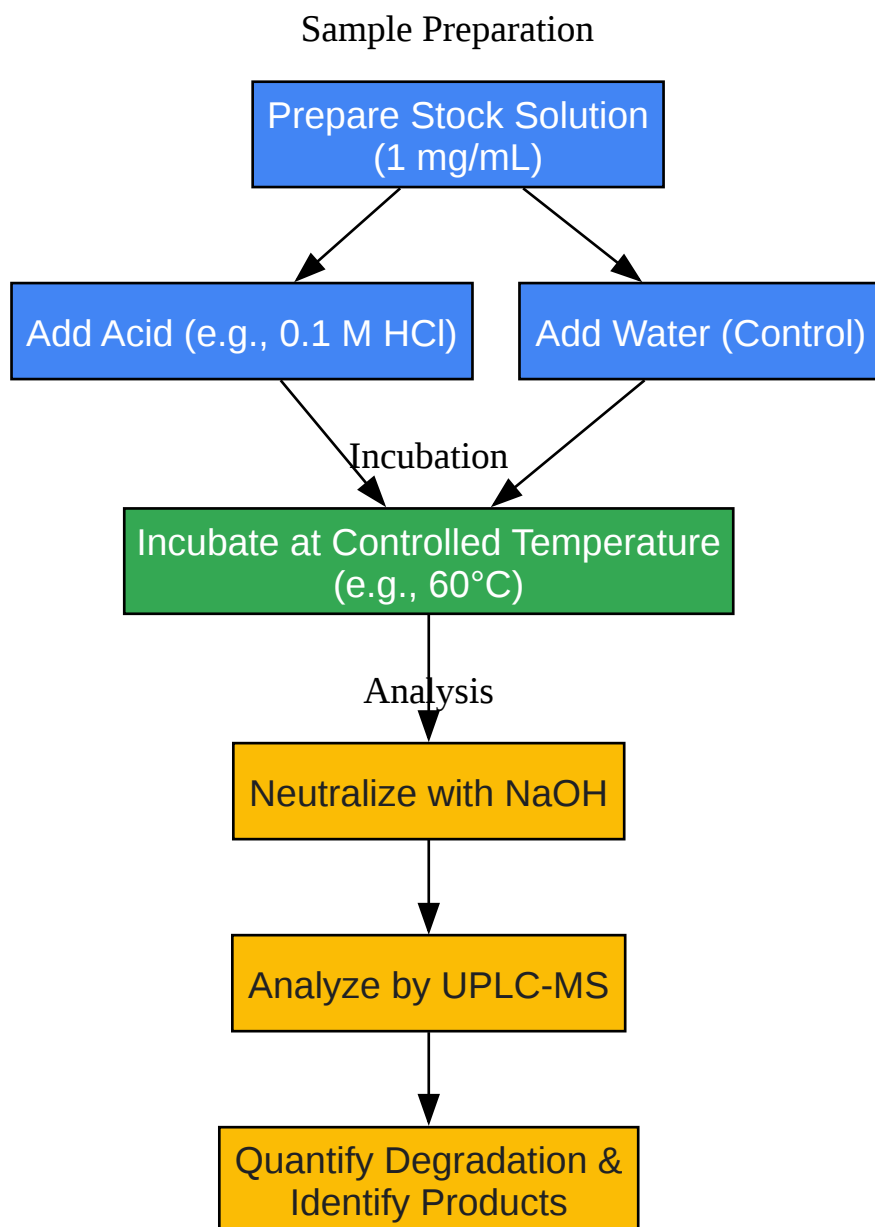 Sample Preparation
Prepare Stock Solution
(1 mg/mL)
Add Acid (e.g., 0.1 M HCl)
Add Water (Control)
Incubation
Incubate at Controlled Temperature
(e.g., 60°C)
Analysis
Neutralize with NaOH
Analyze by UPLC-MS
Quantify Degradation &
Identify Products